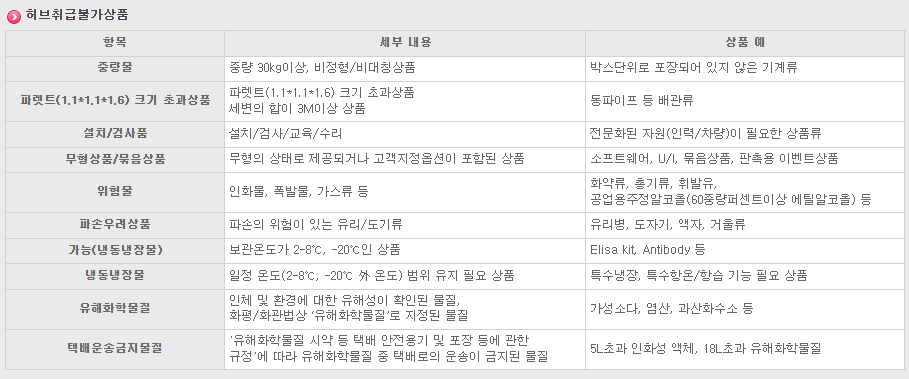 허브취급불가상품
항목 세부 내용 상품 예
중량물 중량 30kg이상, 비정형/비대칭상품 박스단위로 포장되어 있지 않은 기계류
파렛트(1.1*1.1*1.6) 크기 초과상품 파렛트(1.1*1.1*1.6) 크기 초과상품
세변의 합이 3M이상 상품 동파이프 등 배관류
설치/검사품 설치/검사/교육/수리 전문화된 자원(인력/차량)이 필요한 상품류
무형상품/묶음상품 무형의 상태로 제공되거나 고객지정옵션이 포함된 상품 소프트웨어, U/I, 묶음상품, 판촉용 이벤트상품
위험물 인화물, 폭발물, 가스류 등 화약류, 총기류, 휘발유,
공업용주정알코올(60중량퍼센트이상 에틸알코올) 등
파손우려상품 파손의 위험이 있는 유리/도기류 유리병, 도자기, 액자, 거울류
가능(냉동냉장물) 보관온도가 2-8℃, -20℃인 상품 Elisa kit, Antibody 등
냉동냉장물 일정 온도(2-8℃, -20℃ 外 온도) 범위 유지 필요 상품 특수냉장, 특수항온/항습 기능 필요 상품
유해화학물질 인체 및 환경에 대한 유해성이 확인된 물질,
화평/화관법상 '유해화학물질'로 지정된 물질 가성소다, 염산, 과산화수소 등
택배운송금지물질 '유해화학물질 시약 등 택배 안전용기 및 포장 등에 관한
규정'에 따라 유해화학물질 중 택배로의 운송이 금지된 물질 5L초과 인화성 액체, 18L초과 유해화학물질